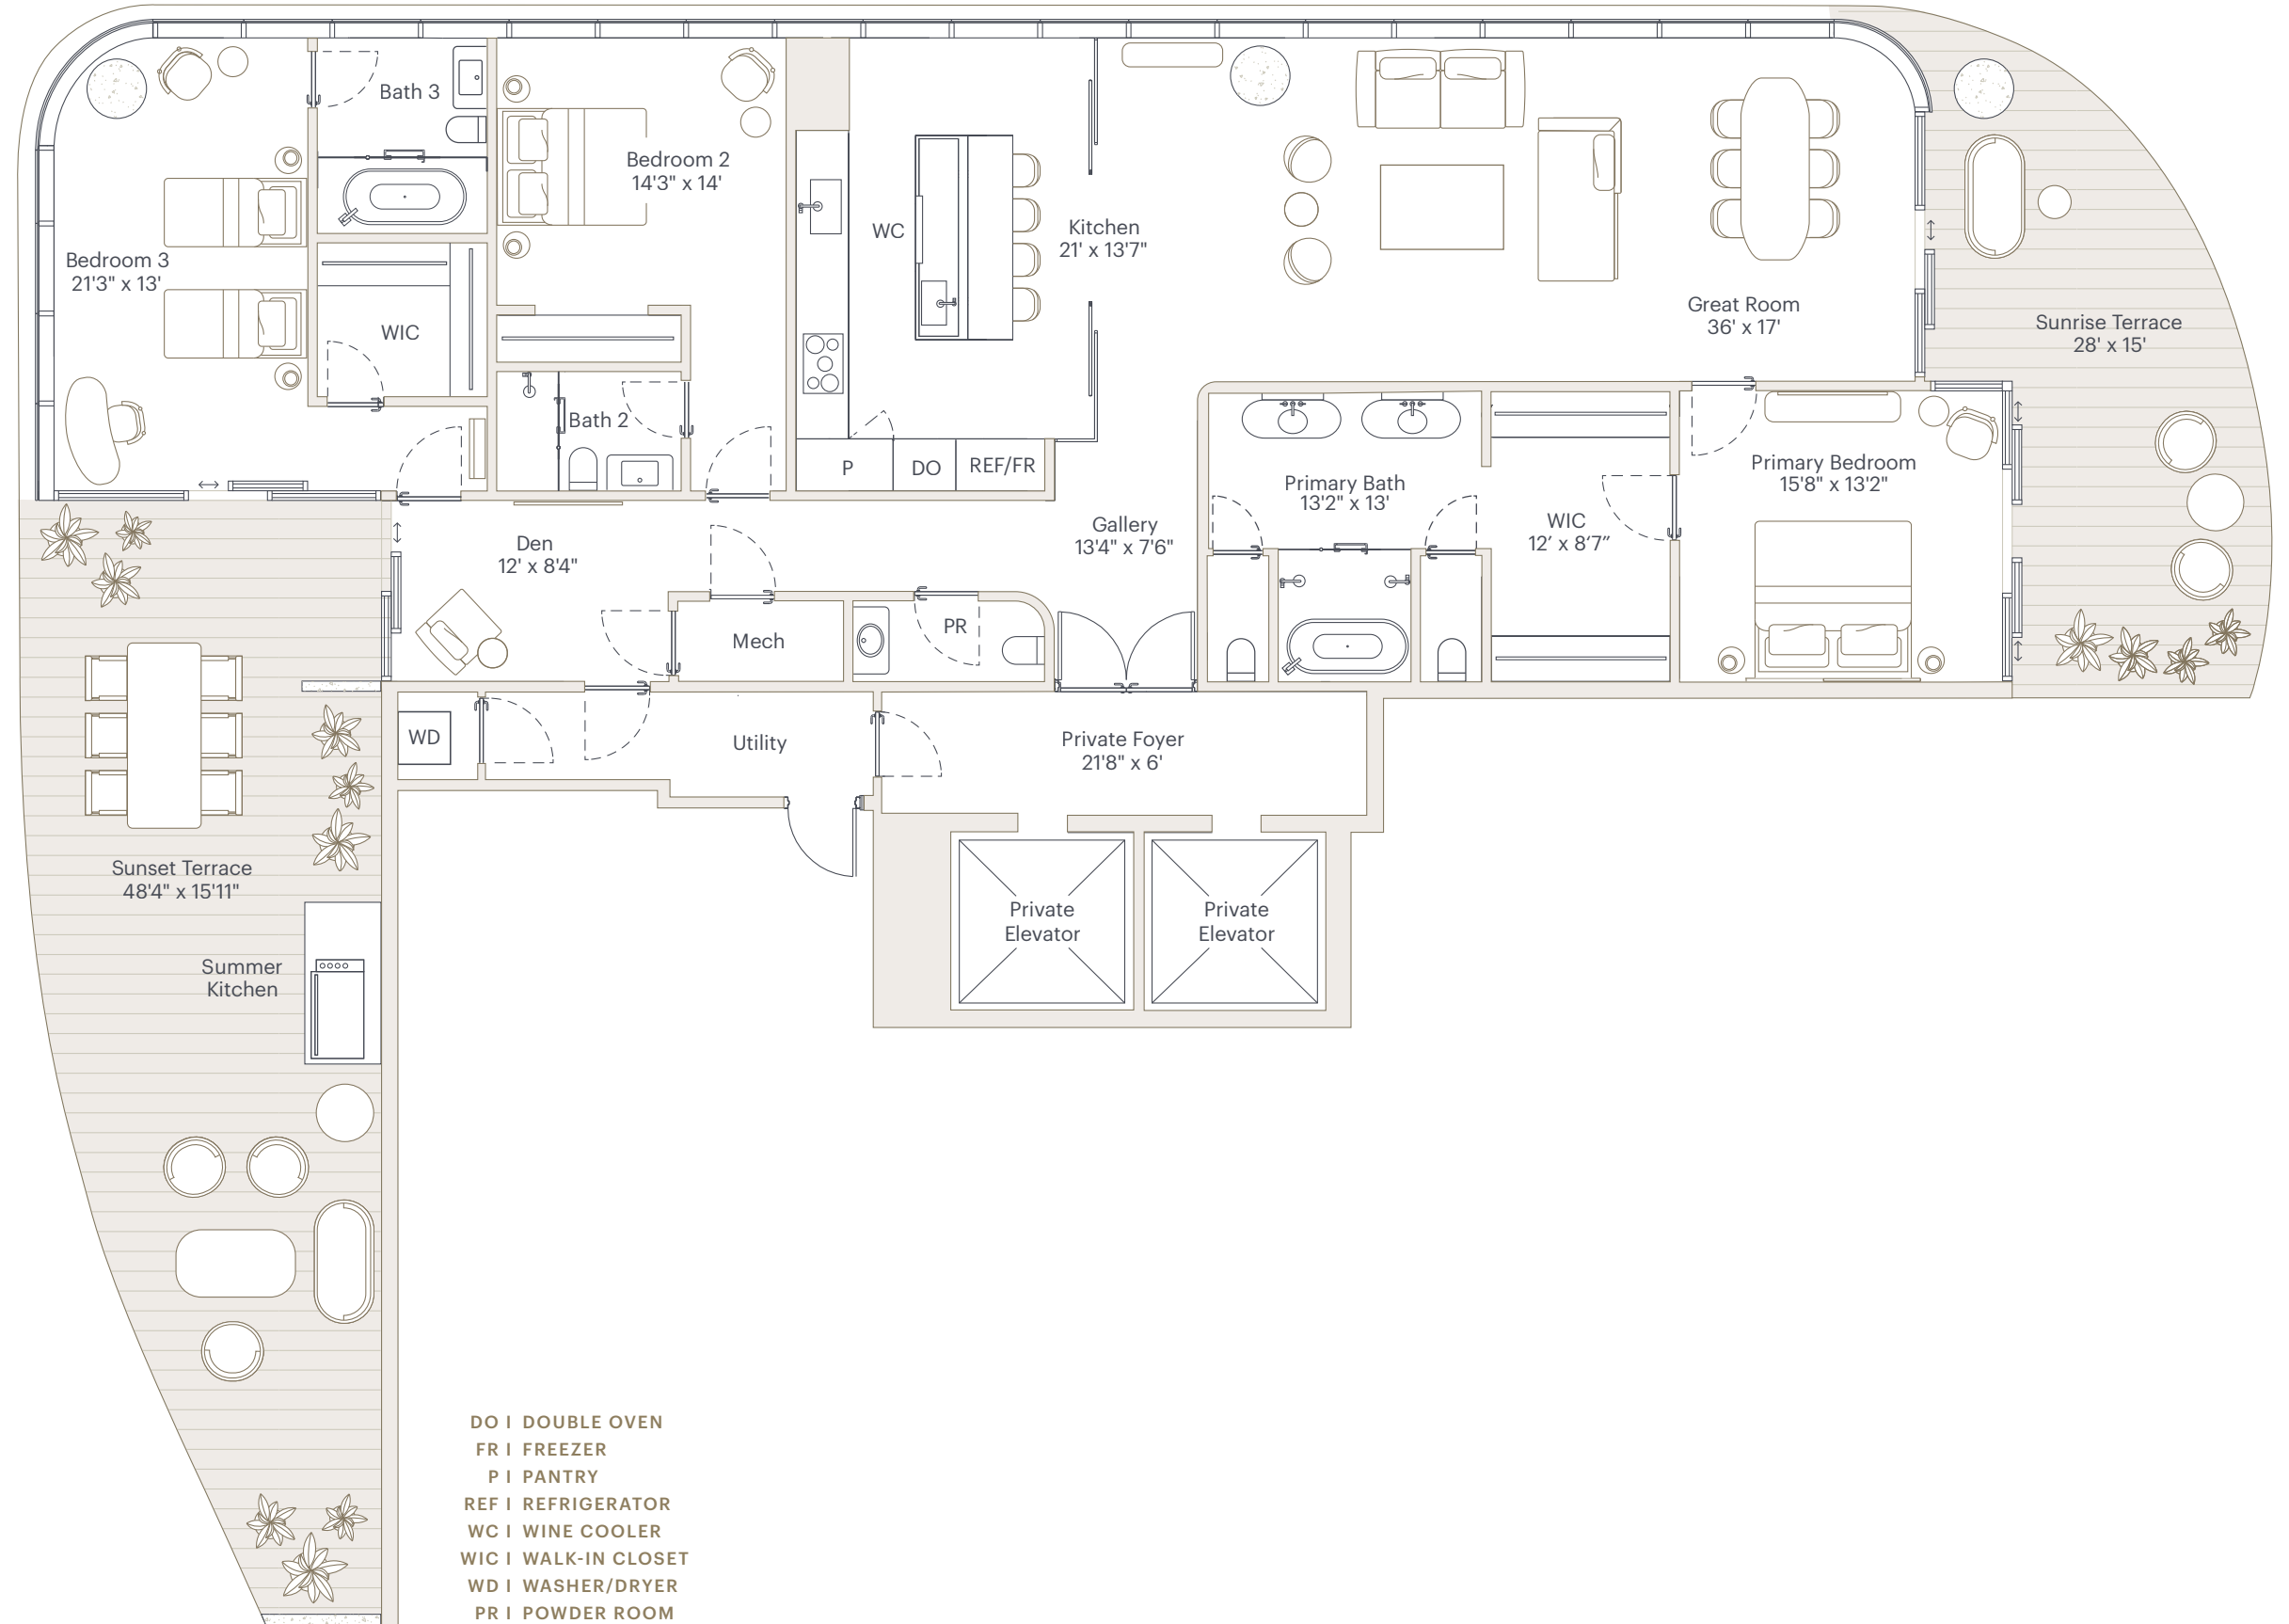 Bath 3
Bedroom 2
14'3" x 14'
WC
Kitchen
21' x 13'7"
Bedroom 3
21'3" x 13'
WIC
Great Room
36' x 17'
Sunrise Terrace
28' x 15'
Bath 2
P
DO
REF/FR
Primary Bath
13'2" x 13'
Primary Bedroom
15'8" x 13'2"
WIC
12’ x 8‘7”
Gallery
13'4" x 7'6"
Den
12' x 8'4"
Mech
PR
WD
Utility
Private Foyer
21'8" x 6'
Sunset Terrace
48'4" x 15'11"
Private
Elevator
Private
Elevator
Summer
Kitchen
DO I DOUBLE OVEN
FR I FREEZER
P I PANTRY
REF I REFRIGERATOR
WC I WINE COOLER
WIC I WALK-IN CLOSET
WD I WASHER/DRYER
PR I POWDER ROOM